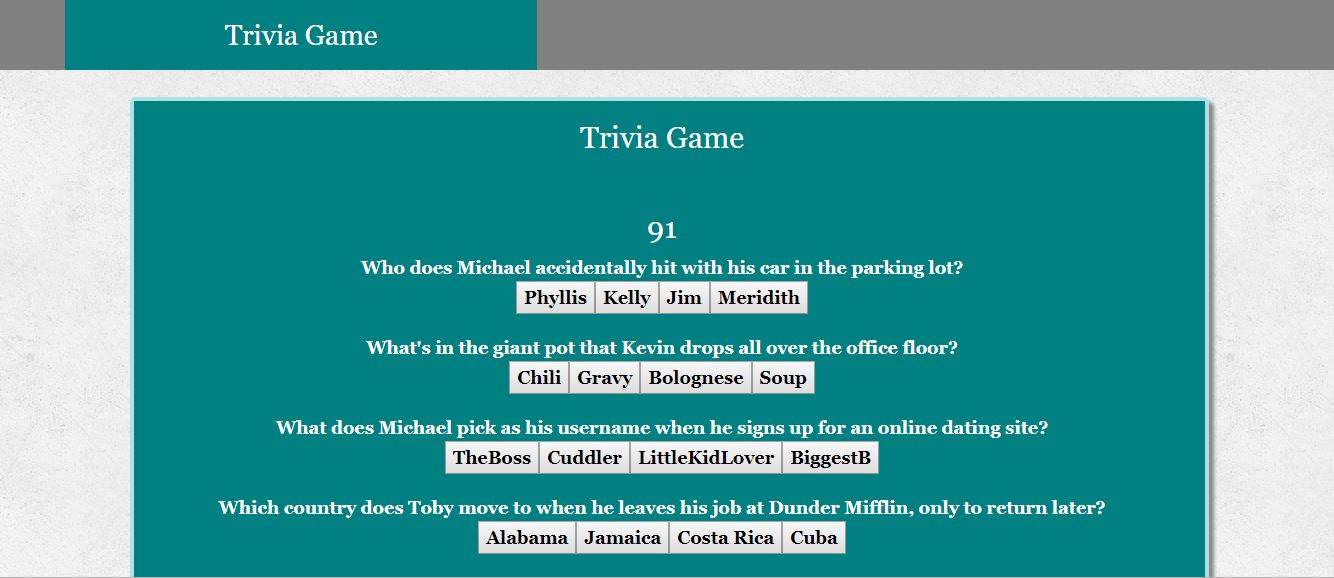 Trivia Game
Trivia Game
91
Who does Michael accidentally hit with his car in the parking lot?
Phyllis Kelly Jim Meridith
What's in the giant pot that Kevin drops all over the office floor?
Chili Gravy Bolognese Soup
What does Michael pick as his username when he signs up for an online dating site?
TheBoss Cuddler LittleKidLover BiggestB
Which country does Toby move to when he leaves his job at Dunder Mifflin, only to return later?
Alabama Jamaica Costa Rica Cuba